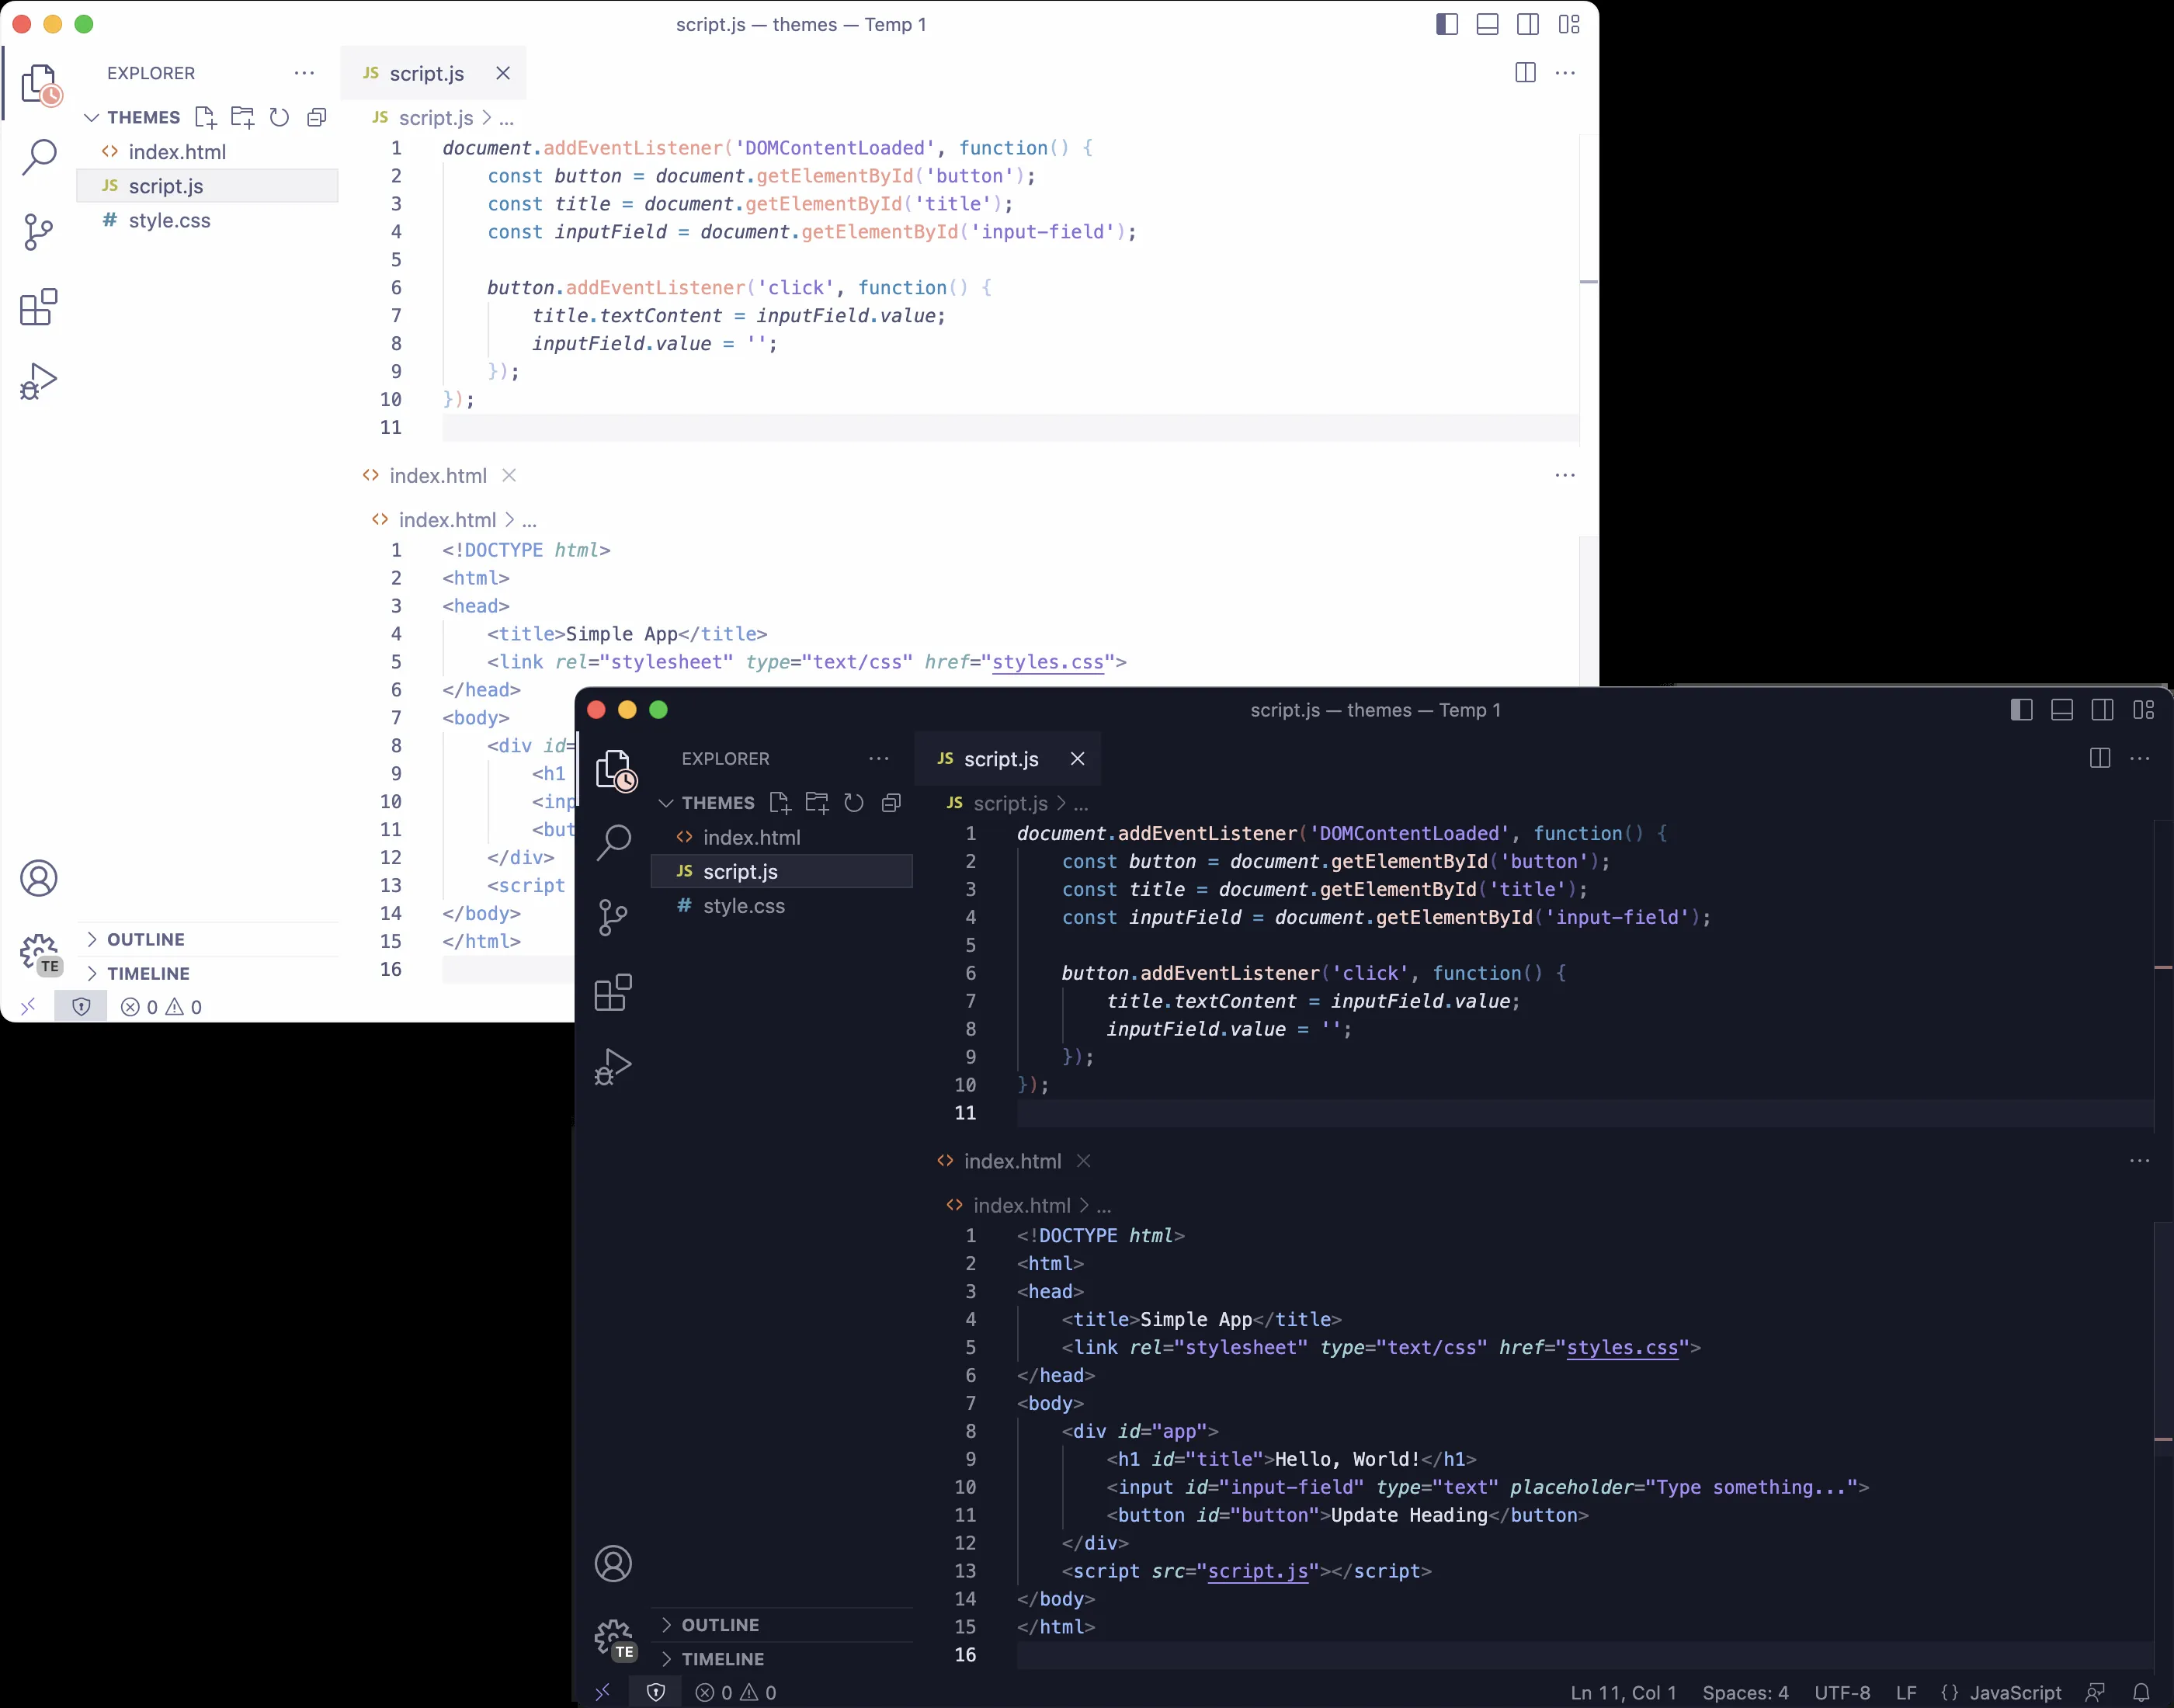 script.js — themes — Temp 1
EXPLORER
THEMES
index.html
JS script.js
# style.css
OUTLINE
TIMELINE
TE
0 0
JS script.js
JS script.js > ...
1 document.addEventListener('DOMContentLoaded', function() {
2 const button = document.getElementById('button');
3 const title = document.getElementById('title');
4 const inputField = document.getElementById('input-field');
5
6 button.addEventListener('click', function() {
7 title.textContent = inputField.value;
8 inputField.value = '';
9 });
10 });
11
<> index.html
<> index.html > ...
1 <!DOCTYPE html>
2 <html>
3 <head>
4 <title>Simple App</title>
5 <link rel="stylesheet" type="text/css" href="styles.css">
6 </head>
7 <body>
8 <div id=
9 <h1
10 <inp
11 <but
12 </div>
13 <script
14 </body>
15 </html>
16
script.js — themes — Temp 1
EXPLORER
THEMES
<> index.html
JS script.js
# style.css
OUTLINE
TIMELINE
TE
JS script.js
JS script.js > ...
1 document.addEventListener('DOMContentLoaded', function() {
2 const button = document.getElementById('button');
3 const title = document.getElementById('title');
4 const inputField = document.getElementById('input-field');
5
6 button.addEventListener('click', function() {
7 title.textContent = inputField.value;
8 inputField.value = '';
9 });
10 });
11
<> index.html
<> index.html > ...
1 <!DOCTYPE html>
2 <html>
3 <head>
4 <title>Simple App</title>
5 <link rel="stylesheet" type="text/css" href="styles.css">
6 </head>
7 <body>
8 <div id="app">
9 <h1 id="title">Hello, World!</h1>
10 <input id="input-field" type="text" placeholder="Type something...">
11 <button id="button">Update Heading</button>
12 </div>
13 <script src="script.js"></script>
14 </body>
15 </html>
16
0 0 Ln 11, Col 1 Spaces: 4 UTF-8 LF {} JavaScript